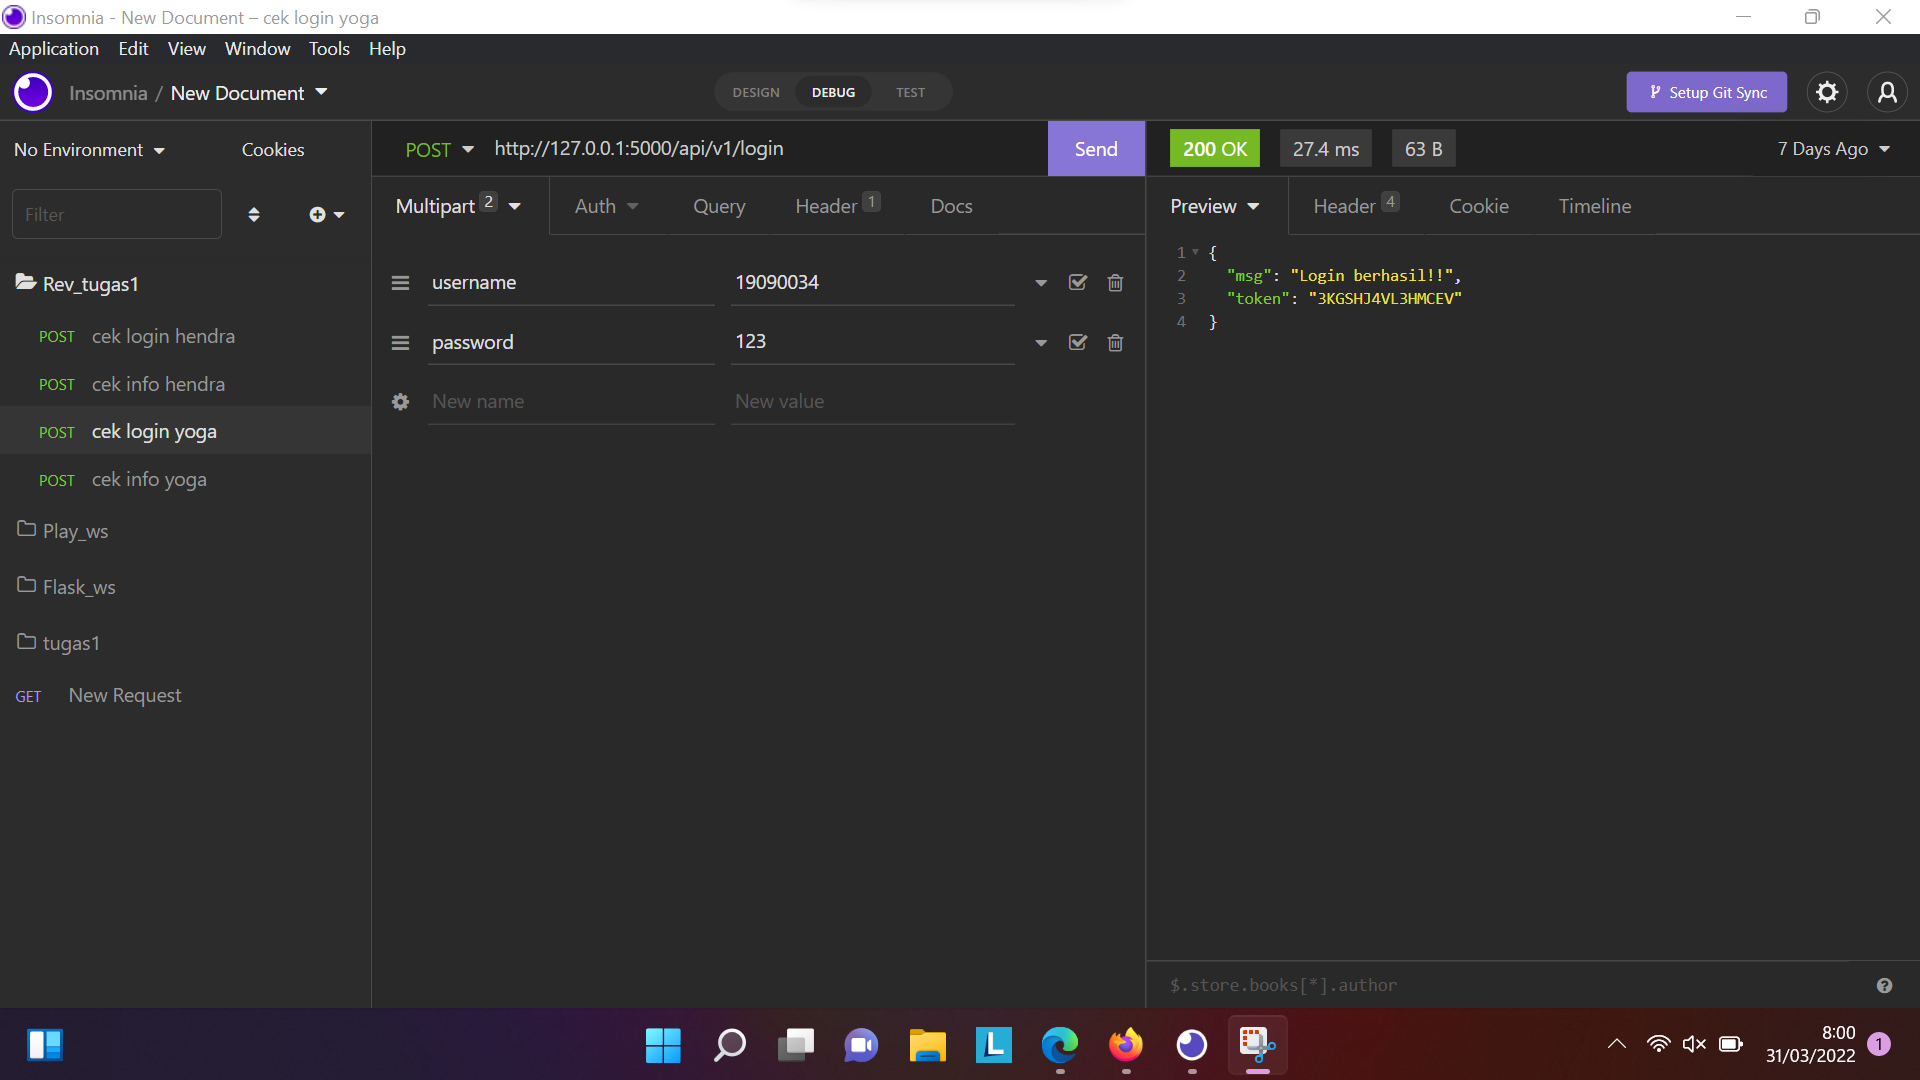 Insomnia - New Document – cek login yoga
Application Edit View Window Tools Help
Insomnia / New Document
DESIGN DEBUG TEST
Setup Git Sync
No Environment Cookies
POST http://127.0.0.1:5000/api/v1/login Send
200 OK 27.4 ms 63 B 7 Days Ago
Filter
Multipart 2 Auth Query Header 1 Docs
Preview Header 4 Cookie Timeline
Rev_tugas1
POST cek login hendra
POST cek info hendra
POST cek login yoga
POST cek info yoga
Play_ws
Flask_ws
tugas1
GET New Request
username 19090034
password 123
New name New value
1 {
2 "msg": "Login berhasil!!",
3 "token": "3KGSHJ4VL3HMCEV"
4 }
$.store.books[*].author
L
8:00
31/03/2022
1